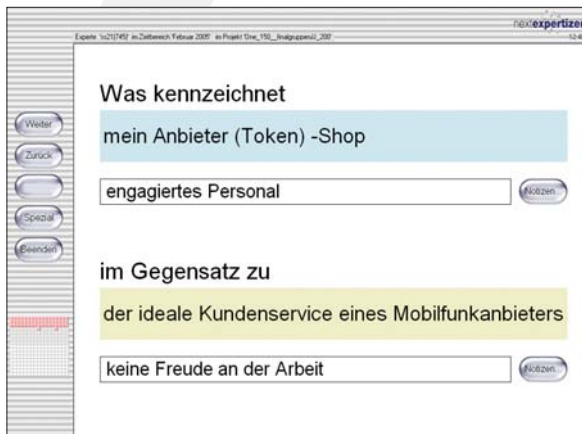 nextexpertizer
Was kennzeichnet
mein Anbieter (Token) -Shop
engagiertes Personal
Notizen...
im Gegensatz zu
der ideale Kundenservice eines Mobilfunkanbieters
keine Freude an der Arbeit
Notizen...
Weiter
Zurück
Spezial
Beenden